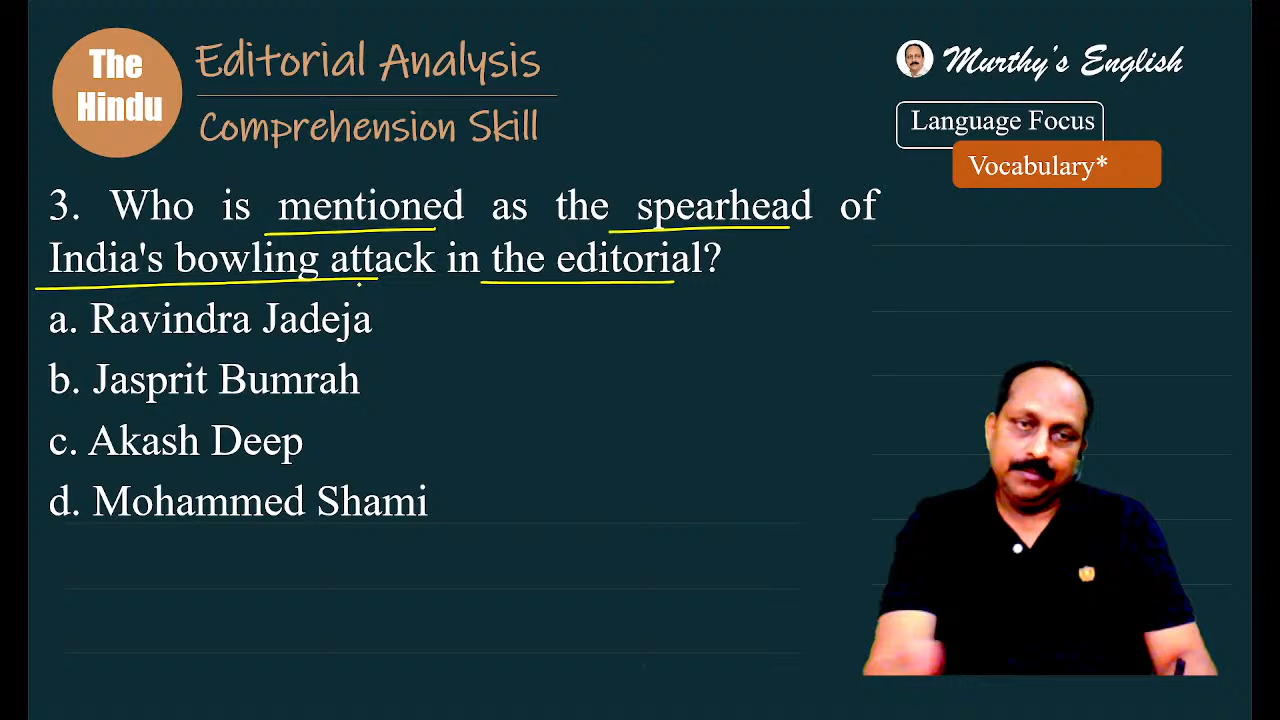 The
Hindu
Editorial Analysis
Comprehension Skill
Murthy's English
Language Focus
Vocabulary*
3. Who is mentioned as the spearhead of
India's bowling attack in the editorial?
a. Ravindra Jadeja
b. Jasprit Bumrah
c. Akash Deep
d. Mohammed Shami